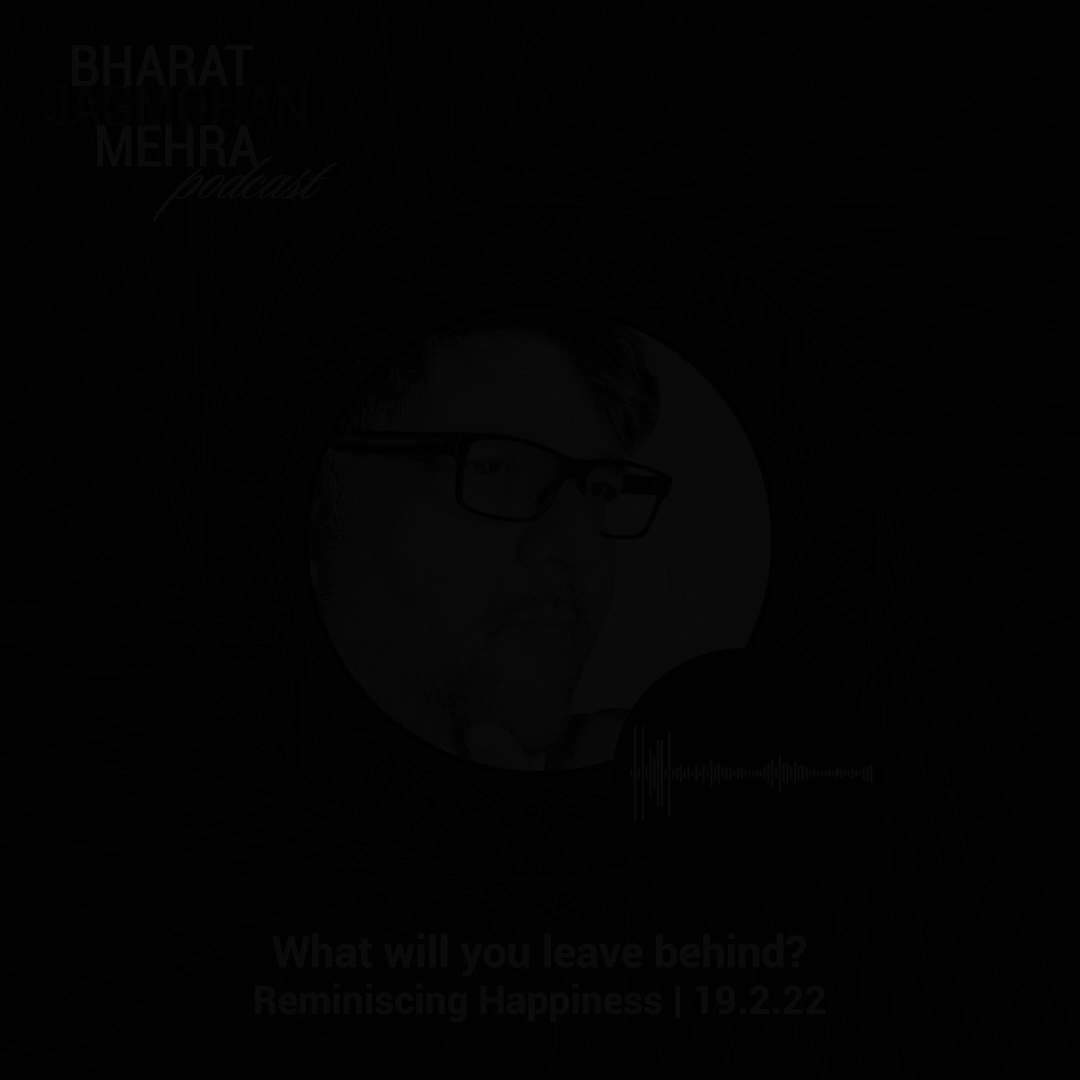 BHARAT
JAGMOHAN
MEHRA
podcast
What will you leave behind?
Reminiscing Happiness | 19.2.22